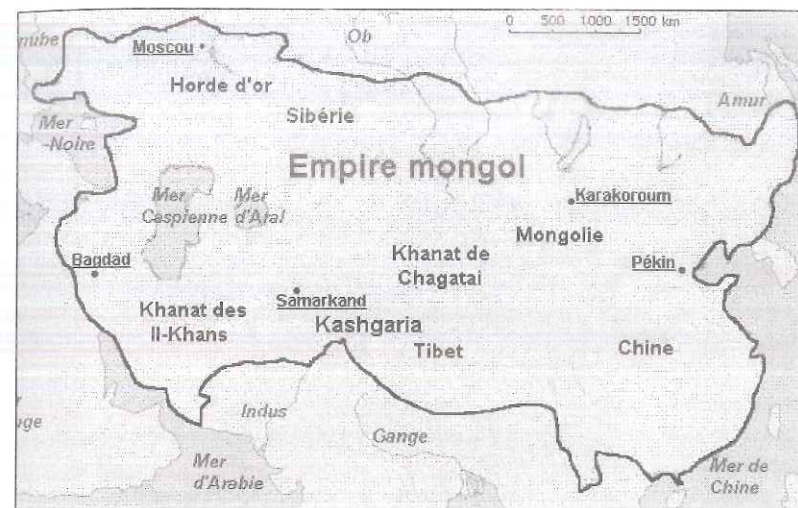 0 500 1000 1500 km
nube
Moscou
Ob
Horde d'or
Sibérie
Amur
Mer
-Noire
Empire mongol
Mer
Caspienne
Mer
d'Aral
Karakoroum
Mongolie
Bagdad
Khanat de
Chagatai
Pékin
Khanat des
Il-Khans
Samarkand
Kashgaria
Tibet
Chine
Indus
Gange
uge
Mer
d'Arabie
Mer de
Chine